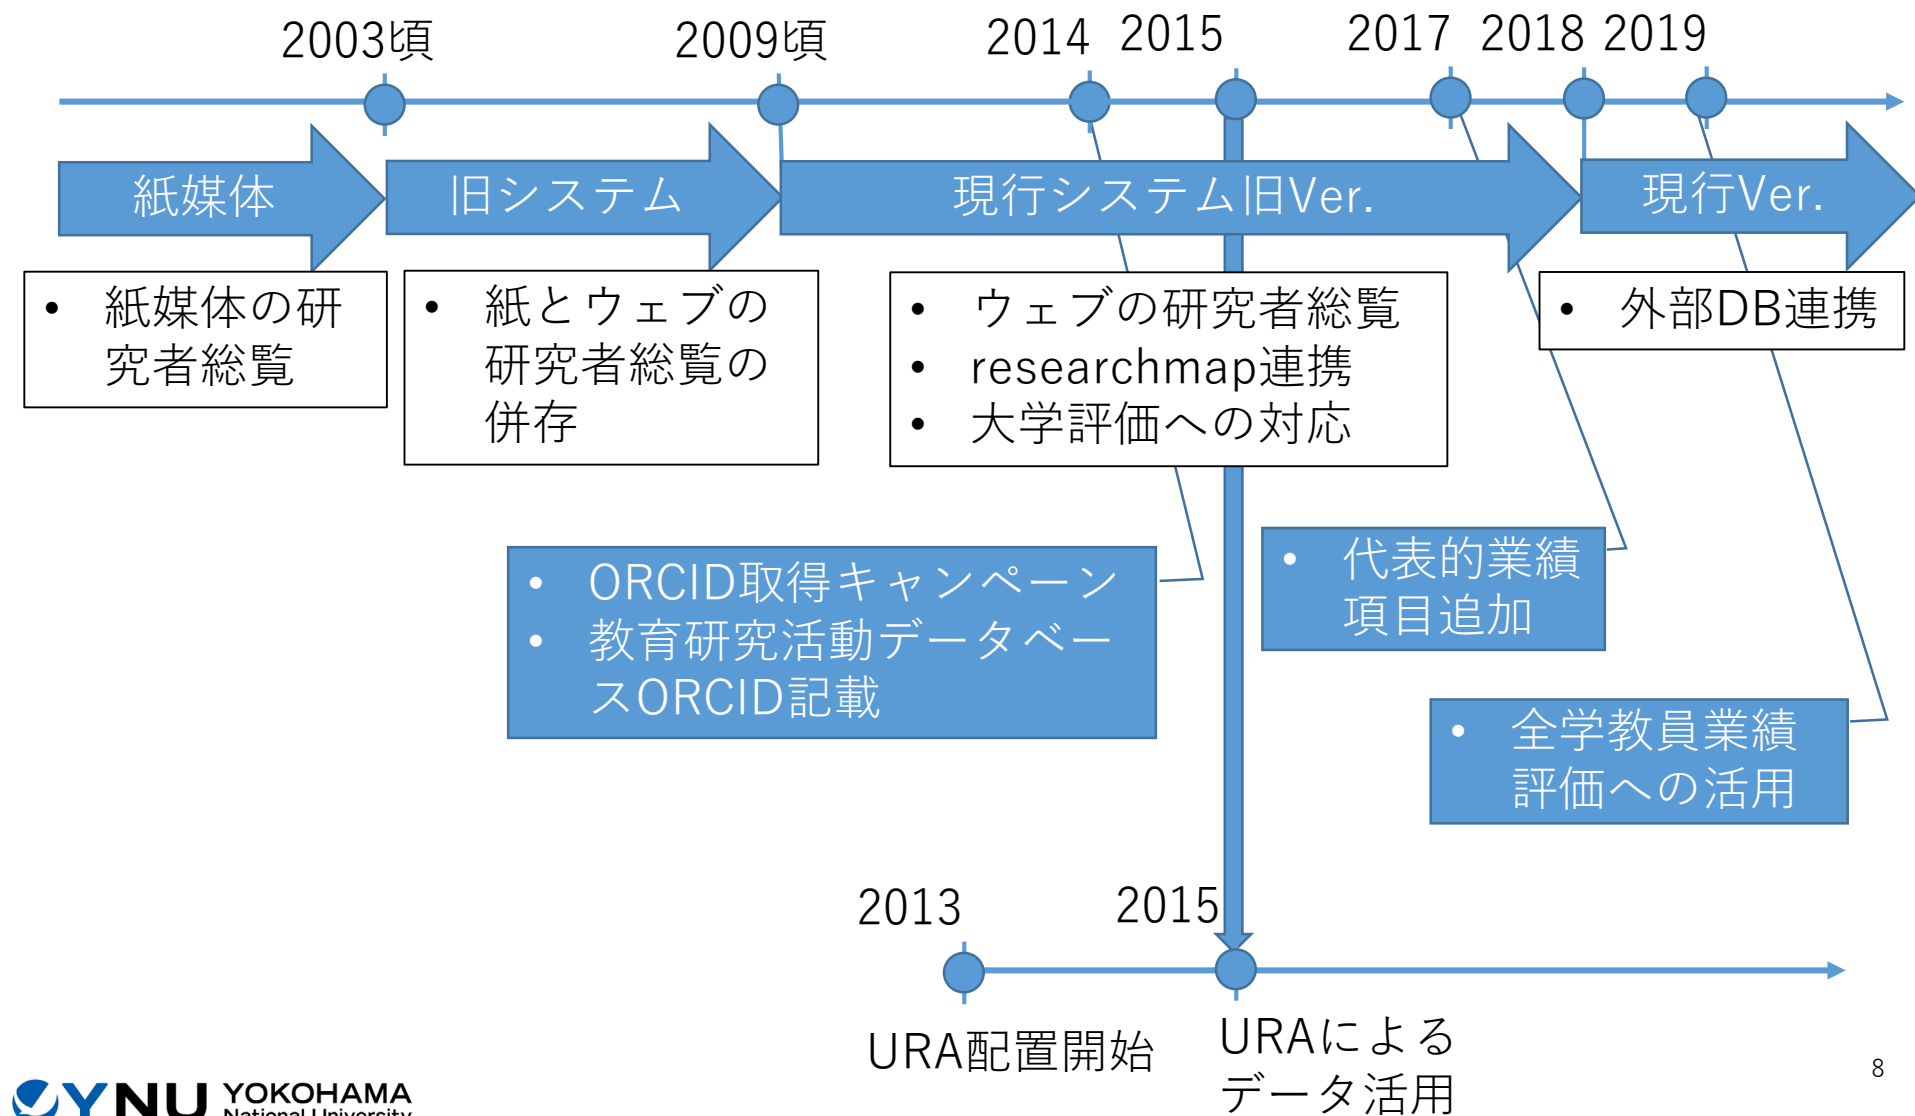 2003頃
2009頃
2014
2015
2017
2018
2019
紙媒体
旧システム
現行システム旧Ver.
現行Ver.
• 紙媒体の研
究者総覧
• 紙とウェブの
研究者総覧の
併存
• ウェブの研究者総覧
• researchmap連携
• 大学評価への対応
• 外部DB連携
• ORCID取得キャンペーン
• 教育研究活動データベー
スORCID記載
• 代表的業績
項目追加
• 全学教員業績
評価への活用
2013
2015
URA配置開始
URAによる
データ活用
YNU YOKOHAMA
National University
8